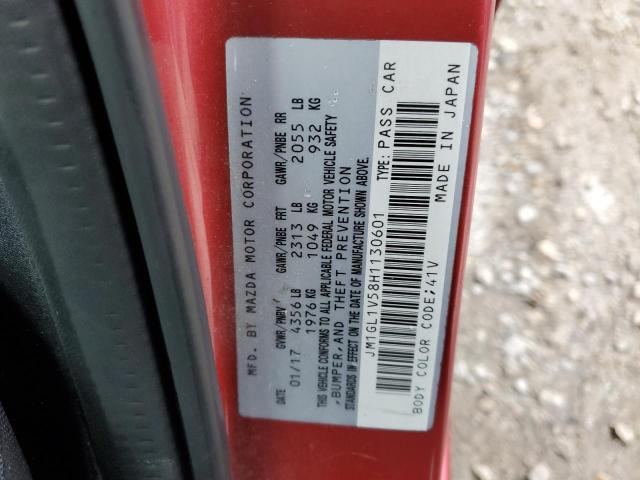 MFD. BY MAZDA MOTOR CORPORATION
DATE GVWR/PNBV GAWR/PNBE FRT GAWR/PNBE RR
01/17 4356 LB 2313 LB 2055 LB
1976 KG 1049 KG 932 KG
THIS VEHICLE CONFORMS TO ALL APPLICABLE FEDERAL MOTOR VEHICLE SAFETY
,BUMPER,AND THEFT PREVENTION
STANDARDS IN EFFECT ON THE DATE OF MANUFACTURE SHOWN ABOVE.
JM1GL1V58H1130601 TYPE: PASS CAR
BODY COLOR CODE;41V MADE IN JAPAN